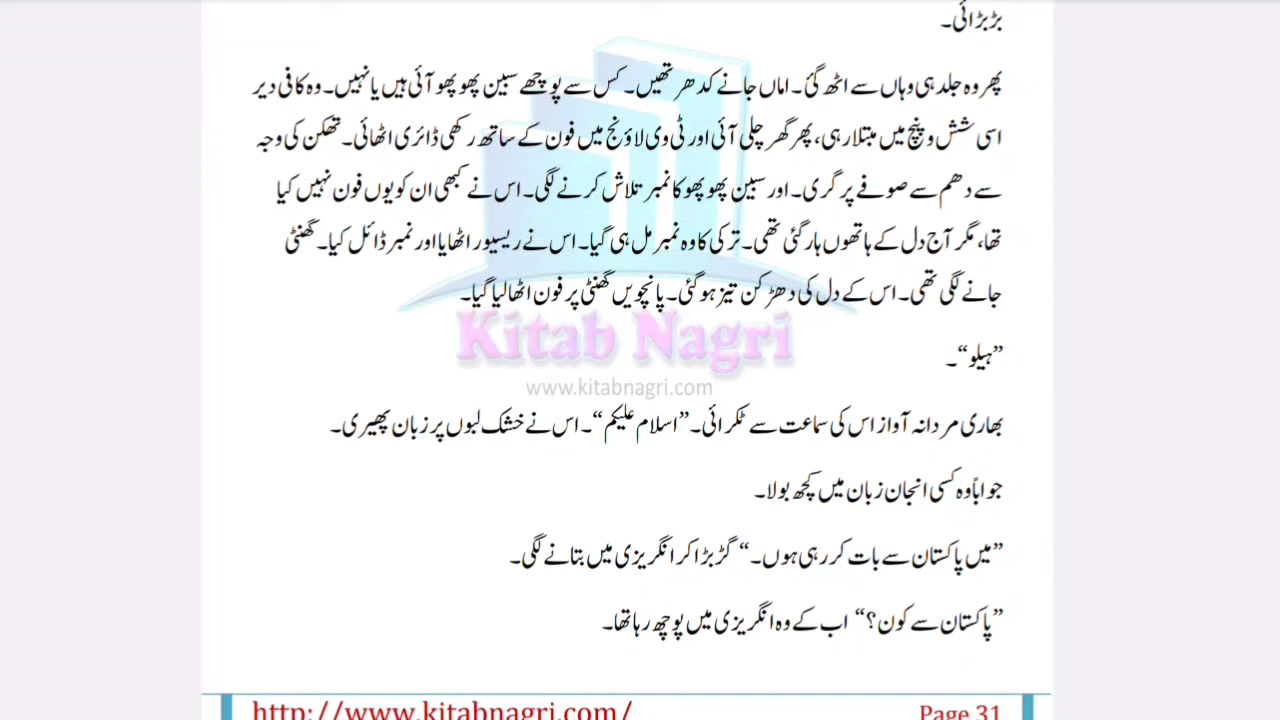 بڑبڑائی۔
پھر وہ جلد ہی وہاں سے اٹھ گئی۔ اماں جانے کدھر تھیں۔ کس سے پوچھے سبین پھوپھو آئی ہیں یا نہیں۔ وہ کافی دیر
اسی شش و پنج میں مبتلا رہی، پھر گھر چلی آئی اور ٹی وی لاؤنج میں فون کے ساتھ رکھی ڈائری اٹھائی۔ تھکن کی وجہ
سے دھم سے صوفے پر گری۔ اور سبین پھوپھو کا نمبر تلاش کرنے لگی۔ اس نے کبھی ان کو یوں فون نہیں کیا
تھا، مگر آج دل کے ہاتھوں ہار گئی تھی۔ ترکی کا وہ نمبر مل ہی گیا۔ اس نے ریسیور اٹھایا اور نمبر ڈائل کیا۔ گھنٹی
جانے لگی تھی۔ اس کے دل کی دھڑکن تیز ہو گئی۔ پانچویں گھنٹی پر فون اٹھا لیا گیا۔
Kitab Nagri
”ہیلو“۔
www.kitabnagri.com
بھاری مردانہ آواز اس کی سماعت سے ٹکرائی۔ ”اسلام علیکم“۔ اس نے خشک لبوں پر زبان پھیری۔
جواباً وہ کسی انجان زبان میں کچھ بولا۔
”میں پاکستان سے بات کر رہی ہوں۔“ گڑبڑا کر انگریزی میں بتانے لگی۔
”پاکستان سے کون؟“ اب کے وہ انگریزی میں پوچھ رہا تھا۔
http://www.kitabnagri.com/ Page 31